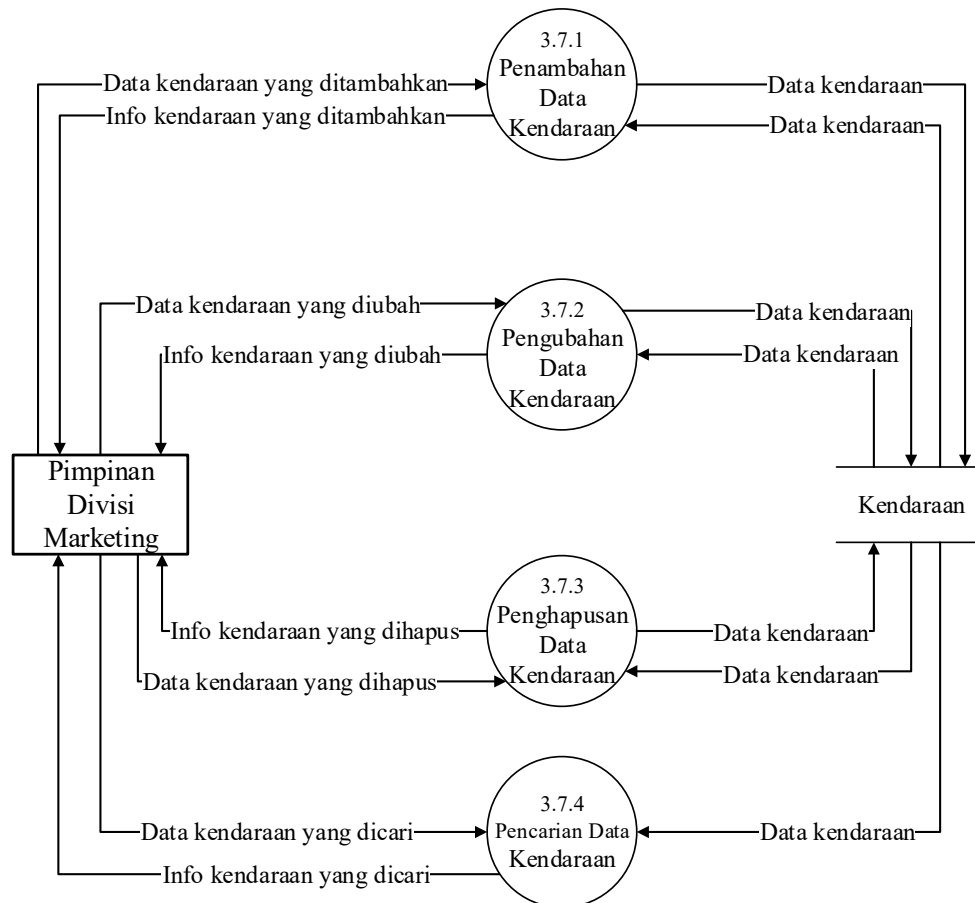 3.7.1
Penambahan
Data
Kendaraan
Data kendaraan yang ditambahkan
Info kendaraan yang ditambahkan
Data kendaraan
Data kendaraan
3.7.2
Pengubahan
Data
Kendaraan
Data kendaraan yang diubah
Info kendaraan yang diubah
Data kendaraan
Data kendaraan
Pimpinan
Divisi
Marketing
Kendaraan
3.7.3
Penghapusan
Data
Kendaraan
Info kendaraan yang dihapus
Data kendaraan yang dihapus
Data kendaraan
Data kendaraan
3.7.4
Pencarian Data
Kendaraan
Data kendaraan yang dicari
Info kendaraan yang dicari
Data kendaraan